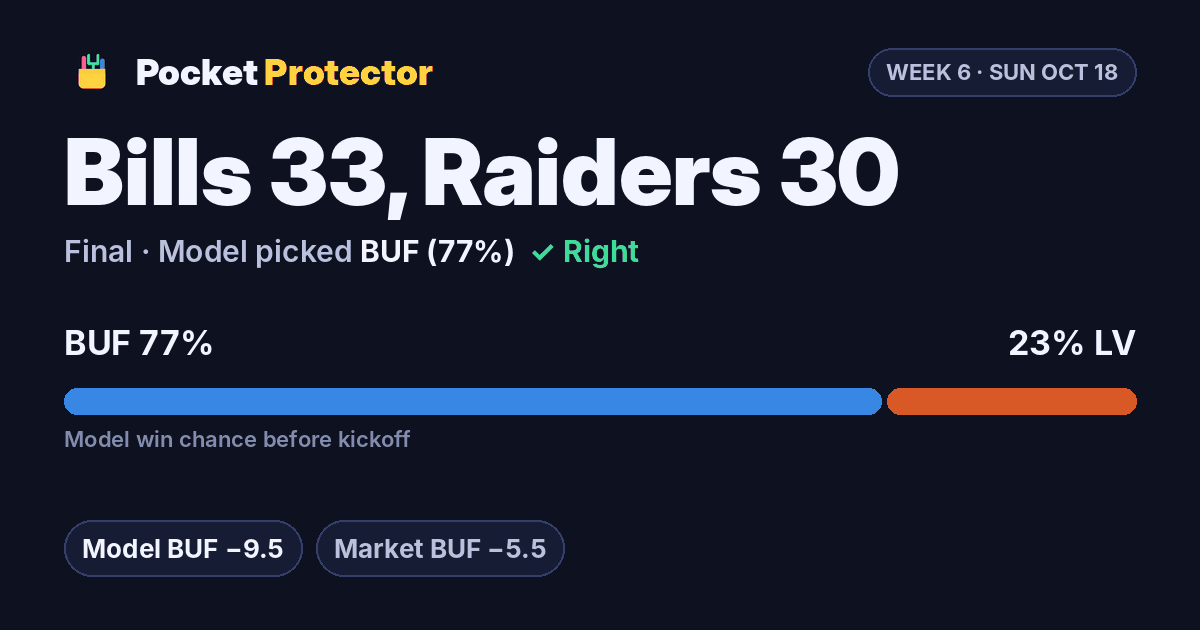 Pocket Protector
WEEK 6 · SUN OCT 18
Bills 33, Raiders 30
Final · Model picked BUF (77%) ✓ Right
BUF 77%
23% LV
Model win chance before kickoff
Model BUF −9.5
Market BUF −5.5